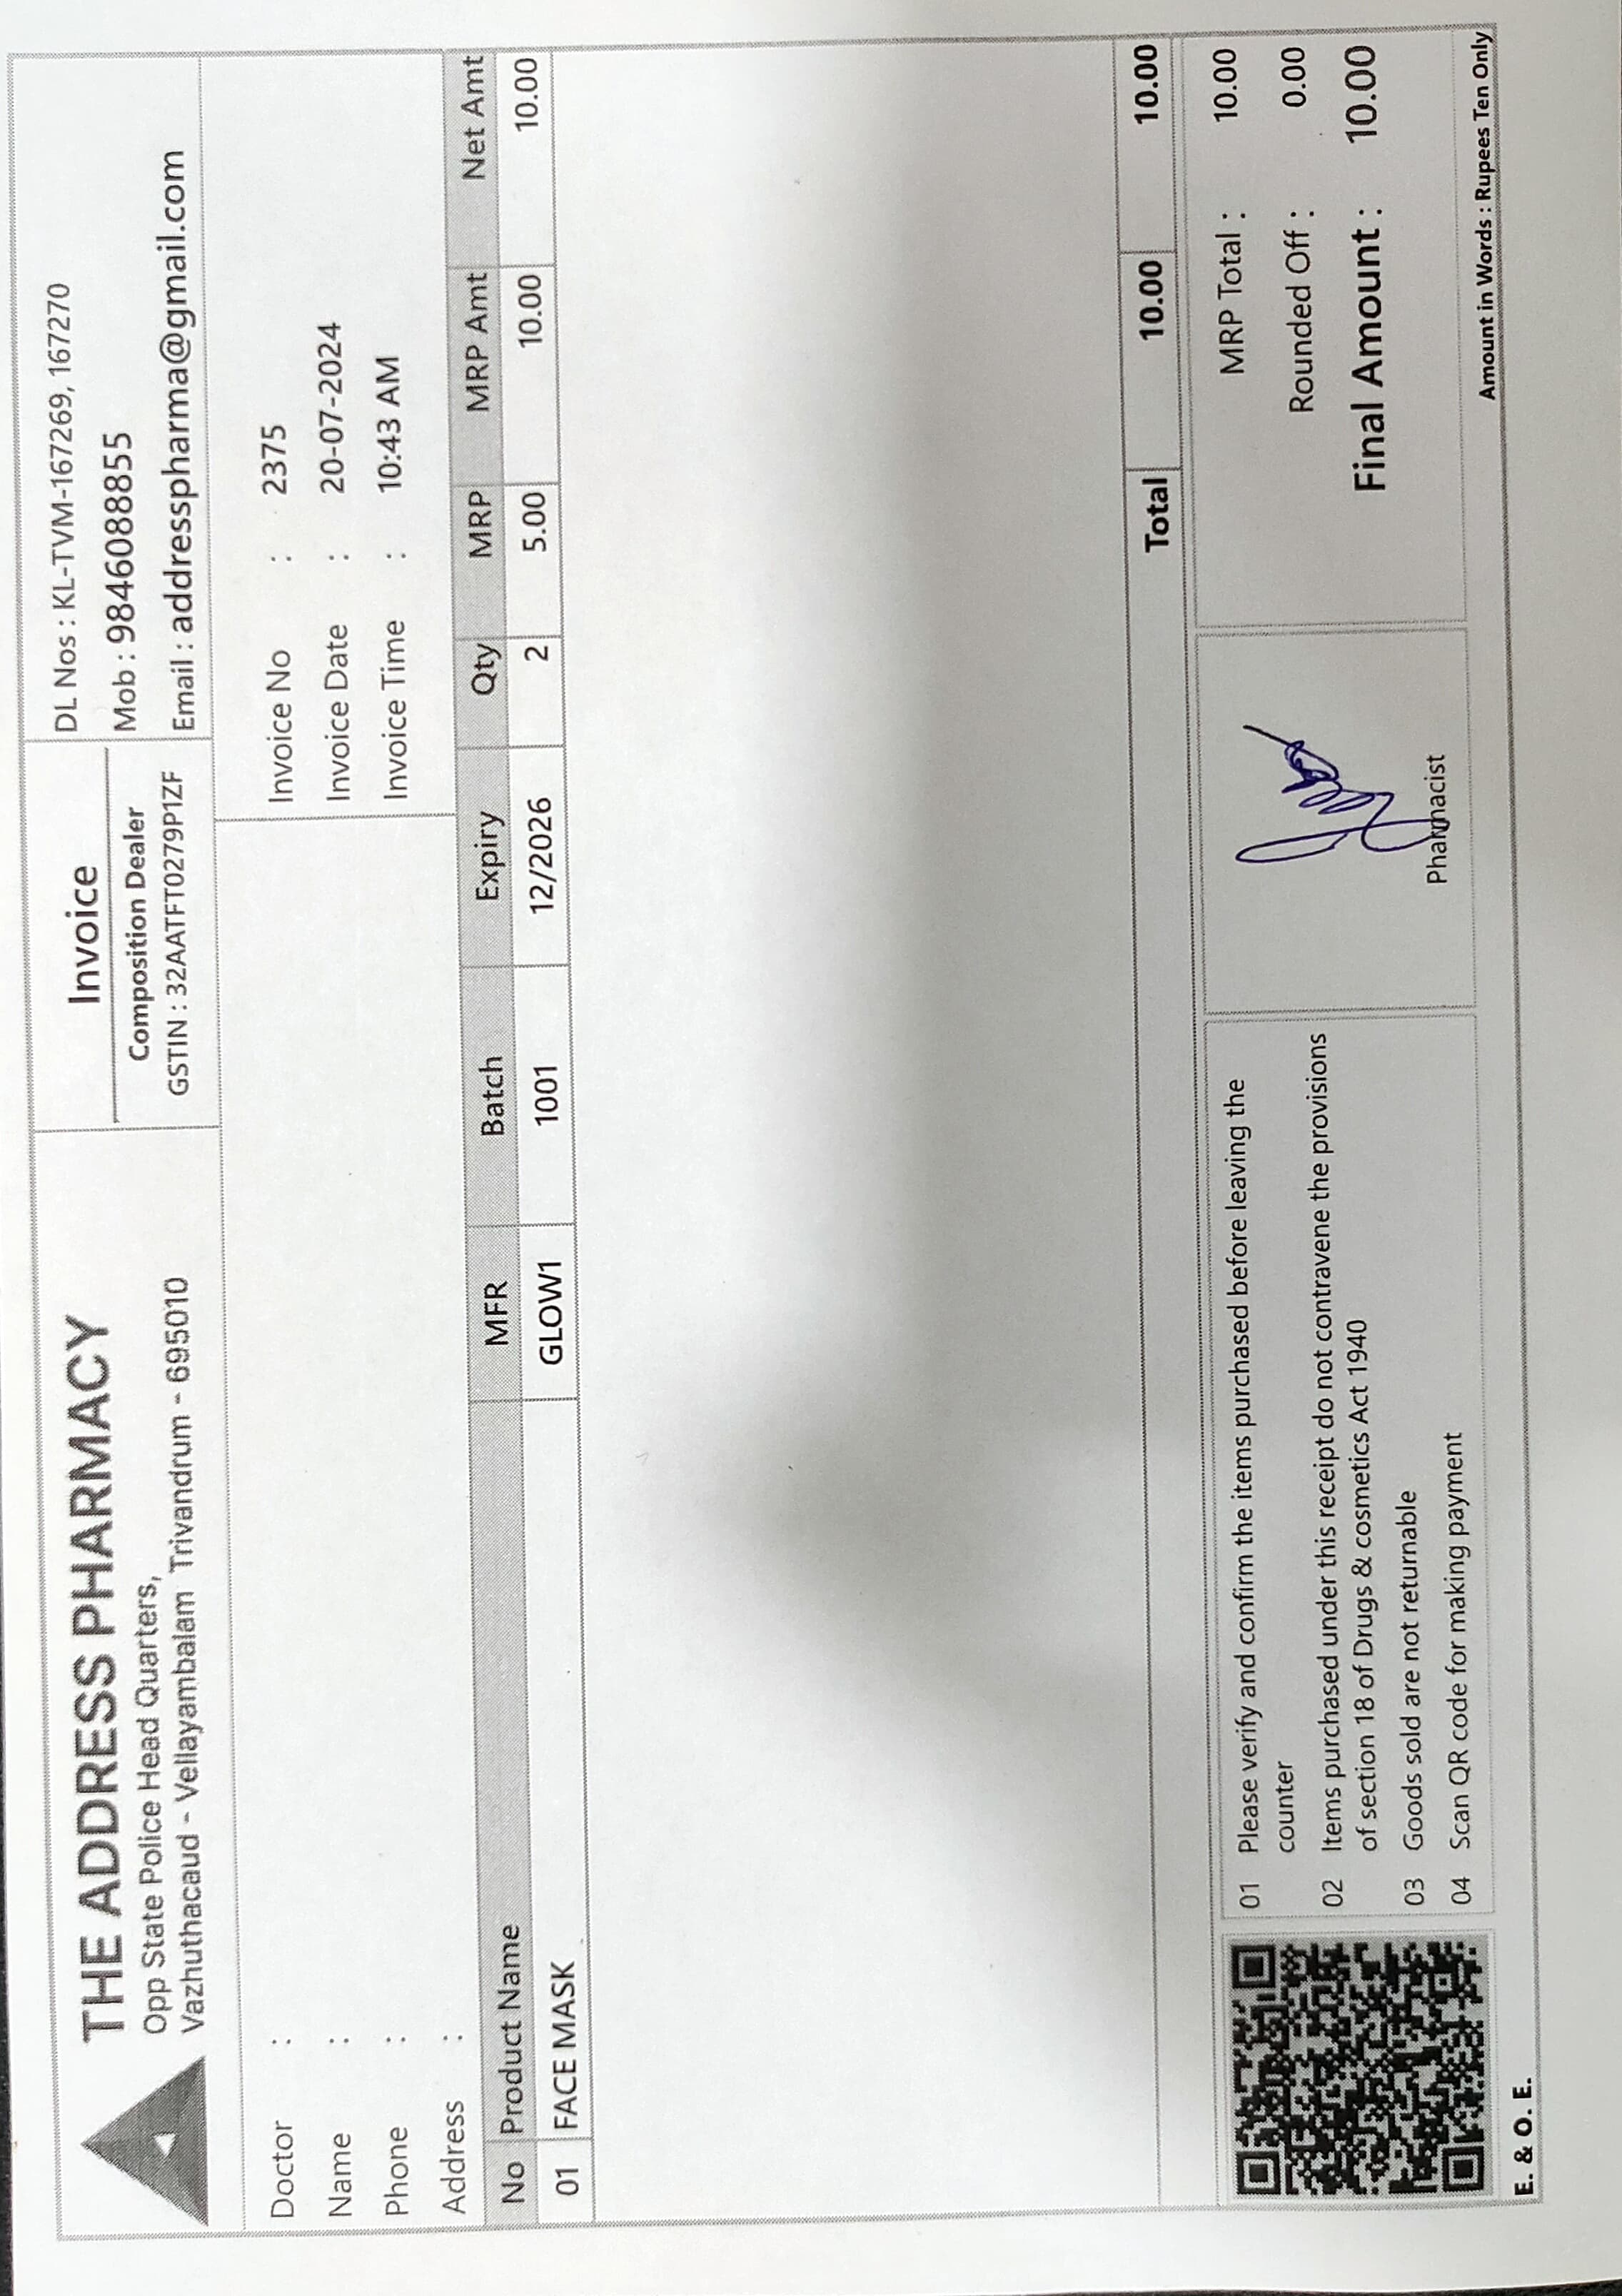 THE ADDRESS PHARMACY
Opp State Police Head Quarters,
Vazhuthacaud - Vellayambalam Trivandrum - 695010
Invoice
Composition Dealer
GSTIN : 32AATFT0279P1ZF
DL Nos : KL-TVM-167269, 167270
Mob : 9846088855
Email : addresspharma@gmail.com
Doctor :
Name :
Phone :
Address :
Invoice No : 2375
Invoice Date : 20-07-2024
Invoice Time : 10:43 AM
No Product Name MFR Batch Expiry Qty MRP MRP Amt Net Amt
01 FACE MASK GLOW1 1001 12/2026 2 5.00 10.00 10.00
Total 10.00 10.00
01 Please verify and confirm the items purchased before leaving the
counter
02 Items purchased under this receipt do not contravene the provisions
of section 18 of Drugs & cosmetics Act 1940
03 Goods sold are not returnable
04 Scan QR code for making payment
Pharmacist
MRP Total : 10.00
Rounded Off : 0.00
Final Amount : 10.00
Amount in Words : Rupees Ten Only
E. & O. E.